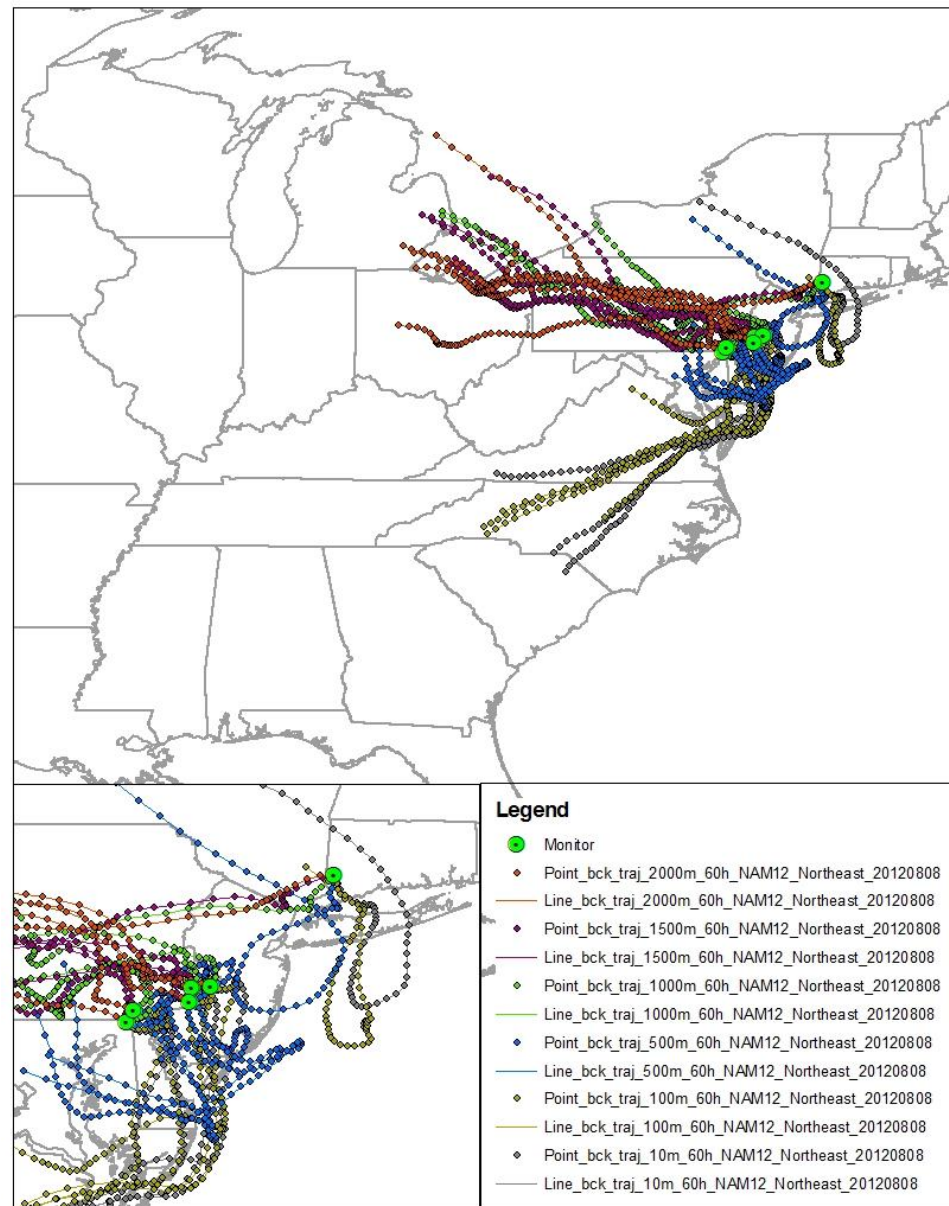 Legend
Monitor
Point_bck_traj_2000m_60h_NAM12_Northeast_20120808
Line_bck_traj_2000m_60h_NAM12_Northeast_20120808
Point_bck_traj_1500m_60h_NAM12_Northeast_20120808
Line_bck_traj_1500m_60h_NAM12_Northeast_20120808
Point_bck_traj_1000m_60h_NAM12_Northeast_20120808
Line_bck_traj_1000m_60h_NAM12_Northeast_20120808
Point_bck_traj_500m_60h_NAM12_Northeast_20120808
Line_bck_traj_500m_60h_NAM12_Northeast_20120808
Point_bck_traj_100m_60h_NAM12_Northeast_20120808
Line_bck_traj_100m_60h_NAM12_Northeast_20120808
Point_bck_traj_10m_60h_NAM12_Northeast_20120808
Line_bck_traj_10m_60h_NAM12_Northeast_20120808